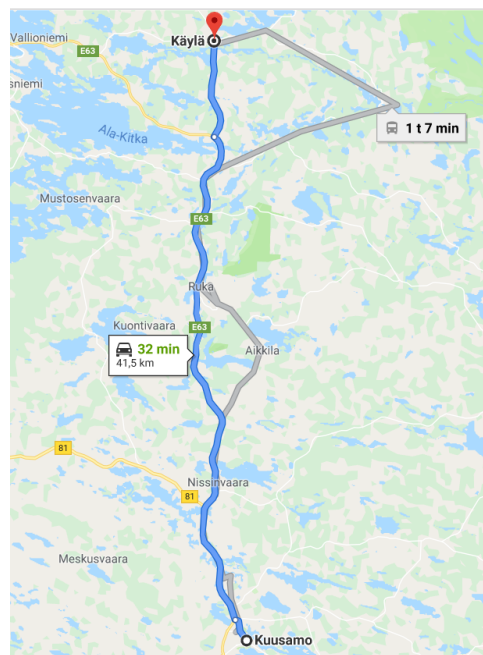 Vallioniemi
Käylä
E63
sniemi
Ala-Kitka
1 t 7 min
Mustosenvaara
E63
Ruka
Kuontivaara
E63
32 min
41,5 km
Aikkila
81
Nissinvaara
81
Meskusvaara
Kuusamo